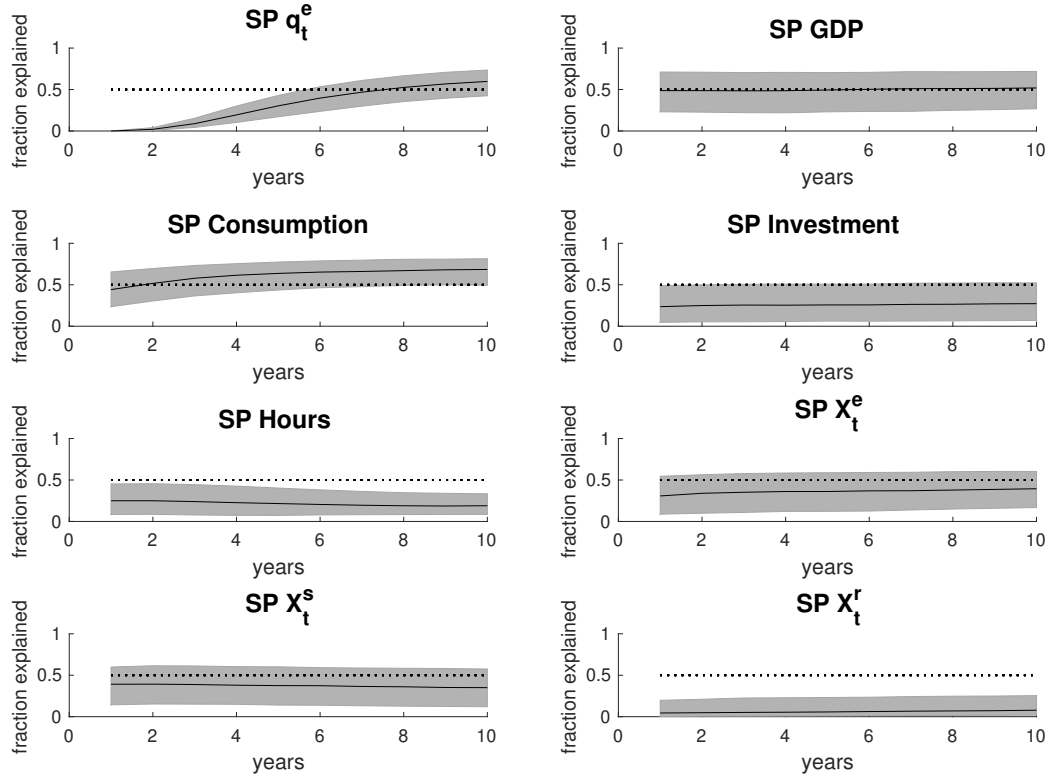 SP q_t^e
fraction explained
1
0.5
0
0 2 4 6 8 10
years
SP GDP
fraction explained
1
0.5
0
0 2 4 6 8 10
years
SP Consumption
fraction explained
1
0.5
0
0 2 4 6 8 10
years
SP Investment
fraction explained
1
0.5
0
0 2 4 6 8 10
years
SP Hours
fraction explained
1
0.5
0
0 2 4 6 8 10
years
SP X_t^e
fraction explained
1
0.5
0
0 2 4 6 8 10
years
SP X_t^s
fraction explained
1
0.5
0
0 2 4 6 8 10
years
SP X_t^r
fraction explained
1
0.5
0
0 2 4 6 8 10
years